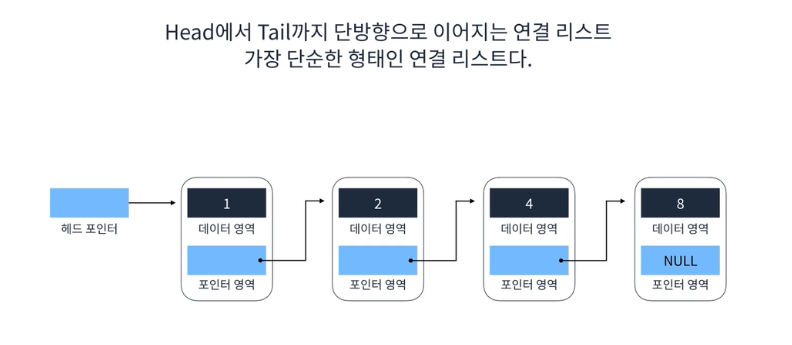 Head에서 Tail까지 단방향으로 이어지는 연결 리스트
가장 단순한 형태인 연결 리스트다.
1
2
4
8
헤드 포인터
데이터 영역
데이터 영역
데이터 영역
데이터 영역
NULL
포인터 영역
포인터 영역
포인터 영역
포인터 영역